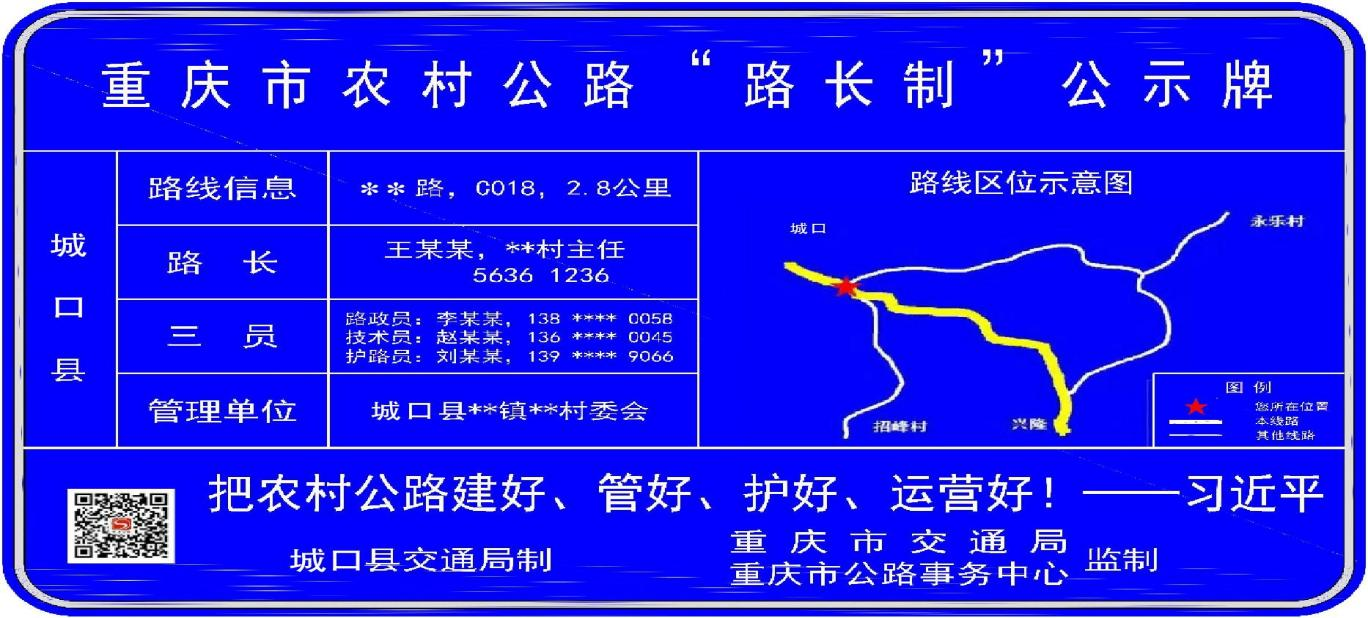 重庆市农村公路“路长制”公示牌
城口县
路线信息
**路，C018，2.8公里
路 长
王某某，**村主任
5636 1236
三 员
路政员：李某某，138 **** 0058
技术员：赵某某，136 **** 0045
护路员：刘某某，139 **** 9066
管理单位
城口县**镇**村委会
路线区位示意图
城口
永乐村
招峰村
兴隆
图 例
您所在位置
本线路
其他线路
把农村公路建好、管好、护好、运营好！——习近平
城口县交通局制
重庆市交通局
重庆市公路事务中心
监制